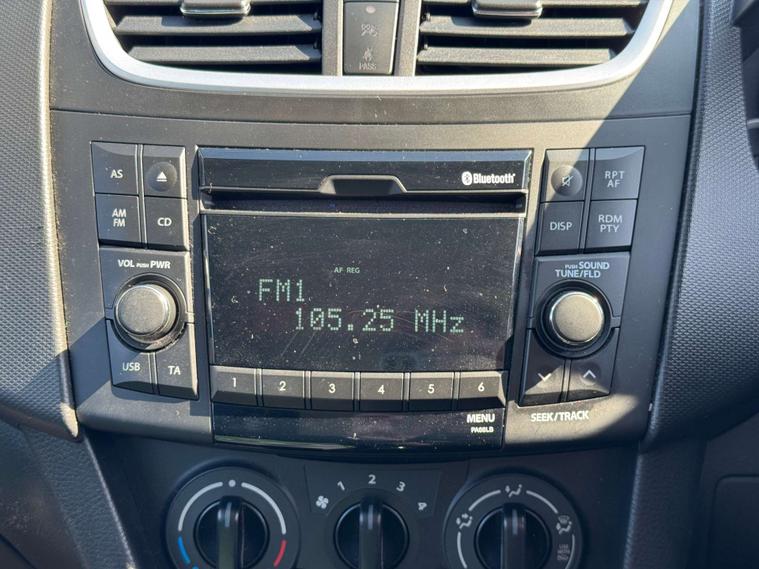 PASS
Bluetooth®
AS
AM
FM
CD
RPT
AF
DISP
RDM
PTY
VOL PUSH PWR
PUSH SOUND
TUNE/FLD
AF REG
FM1
105.25 MHz
USB
TA
1 2 3 4 5 6
MENU
PA08LB
SEEK/TRACK
1 2 3 4